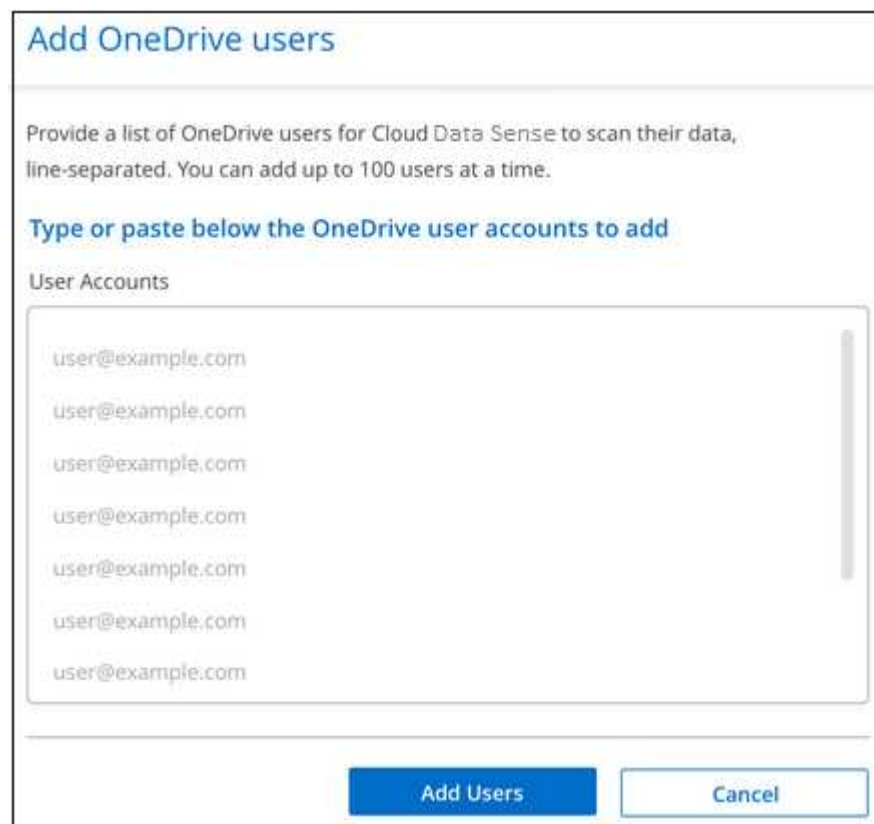 Add OneDrive users
Provide a list of OneDrive users for Cloud Data Sense to scan their data,
line-separated. You can add up to 100 users at a time.
Type or paste below the OneDrive user accounts to add
User Accounts
user@example.com
user@example.com
user@example.com
user@example.com
user@example.com
user@example.com
user@example.com
Add Users
Cancel